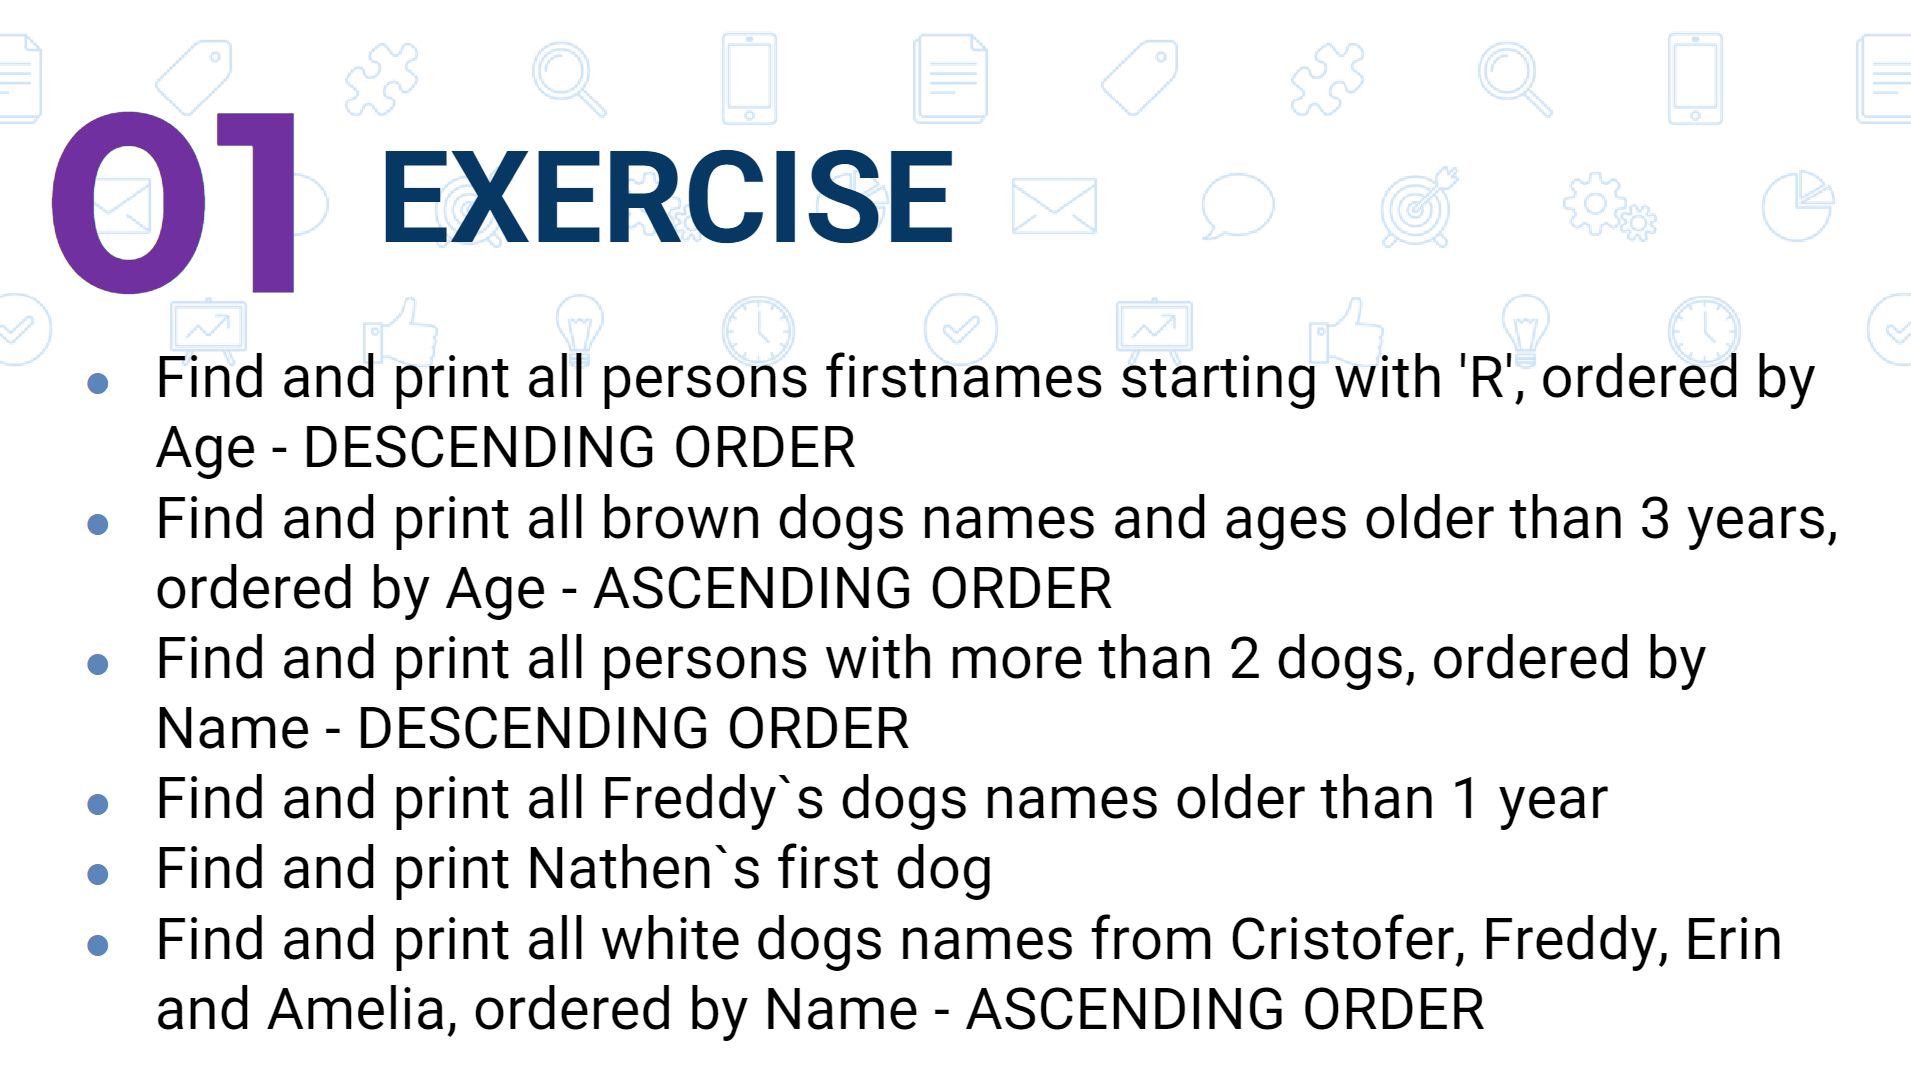 01 EXERCISE
• Find and print all persons firstnames starting with 'R', ordered by
Age - DESCENDING ORDER
• Find and print all brown dogs names and ages older than 3 years,
ordered by Age - ASCENDING ORDER
• Find and print all persons with more than 2 dogs, ordered by
Name - DESCENDING ORDER
• Find and print all Freddy`s dogs names older than 1 year
• Find and print Nathen`s first dog
• Find and print all white dogs names from Cristofer, Freddy, Erin
and Amelia, ordered by Name - ASCENDING ORDER